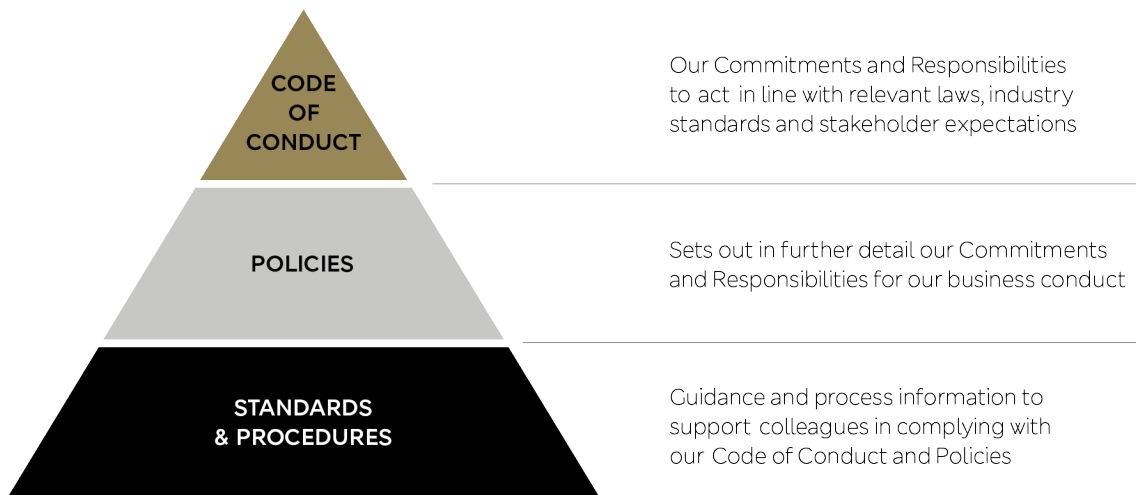 CODE
OF
CONDUCT
Our Commitments and Responsibilities
to act in line with relevant laws, industry
standards and stakeholder expectations
POLICIES
Sets out in further detail our Commitments
and Responsibilities for our business conduct
STANDARDS
& PROCEDURES
Guidance and process information to
support colleagues in complying with
our Code of Conduct and Policies